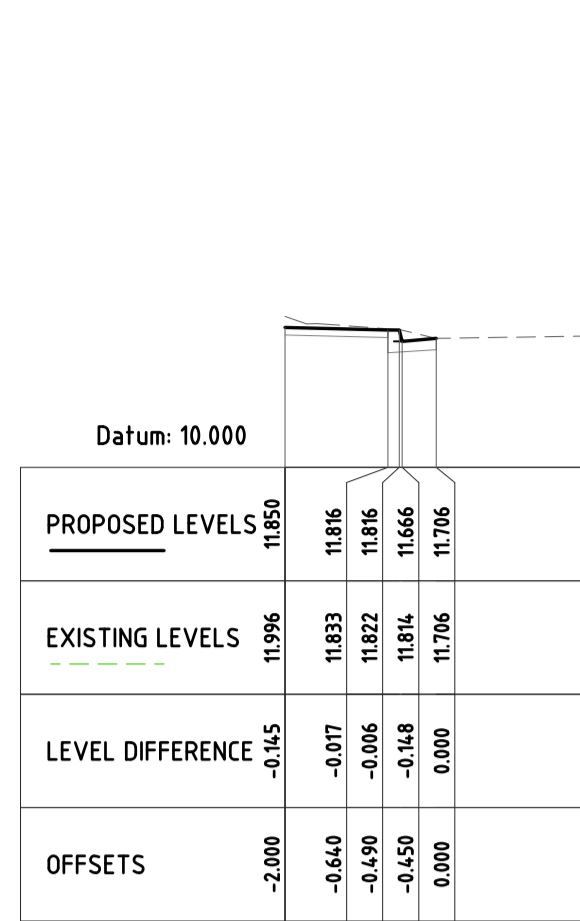 Datum: 10.000
PROPOSED LEVELS 11.850 11.816 11.816 11.666 11.706
EXISTING LEVELS 11.996 11.833 11.822 11.814 11.706
LEVEL DIFFERENCE -0.145 -0.017 -0.006 -0.148 0.000
OFFSETS -2.000 -0.640 -0.490 -0.450 0.000